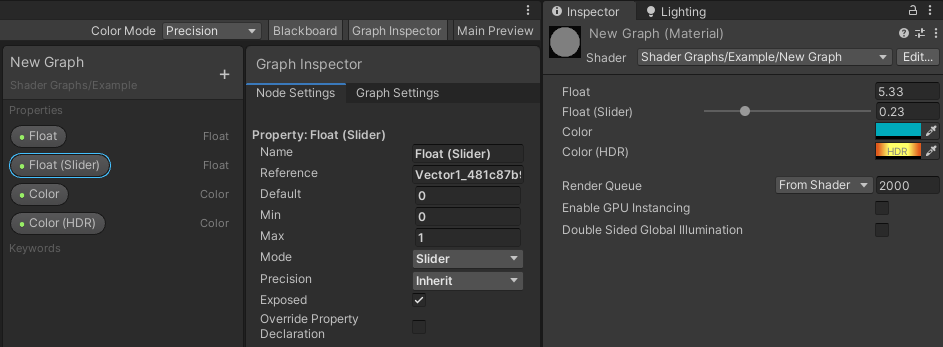 Color Mode Precision Blackboard Graph Inspector Main Preview
New Graph
Shader Graphs/Example
Properties
Float Float
Float (Slider) Float
Color Color
Color (HDR) Color
Keywords
Graph Inspector
Node Settings Graph Settings
Property: Float (Slider)
Name Float (Slider)
Reference Vector1_481c87b
Default 0
Min 0
Max 1
Mode Slider
Precision Inherit
Exposed
Override Property
Declaration
Inspector Lighting
New Graph (Material)
Shader Shader Graphs/Example/New Graph Edit...
Float 5.33
Float (Slider) 0.23
Color
Color (HDR) HDR
Render Queue From Shader 2000
Enable GPU Instancing
Double Sided Global Illumination